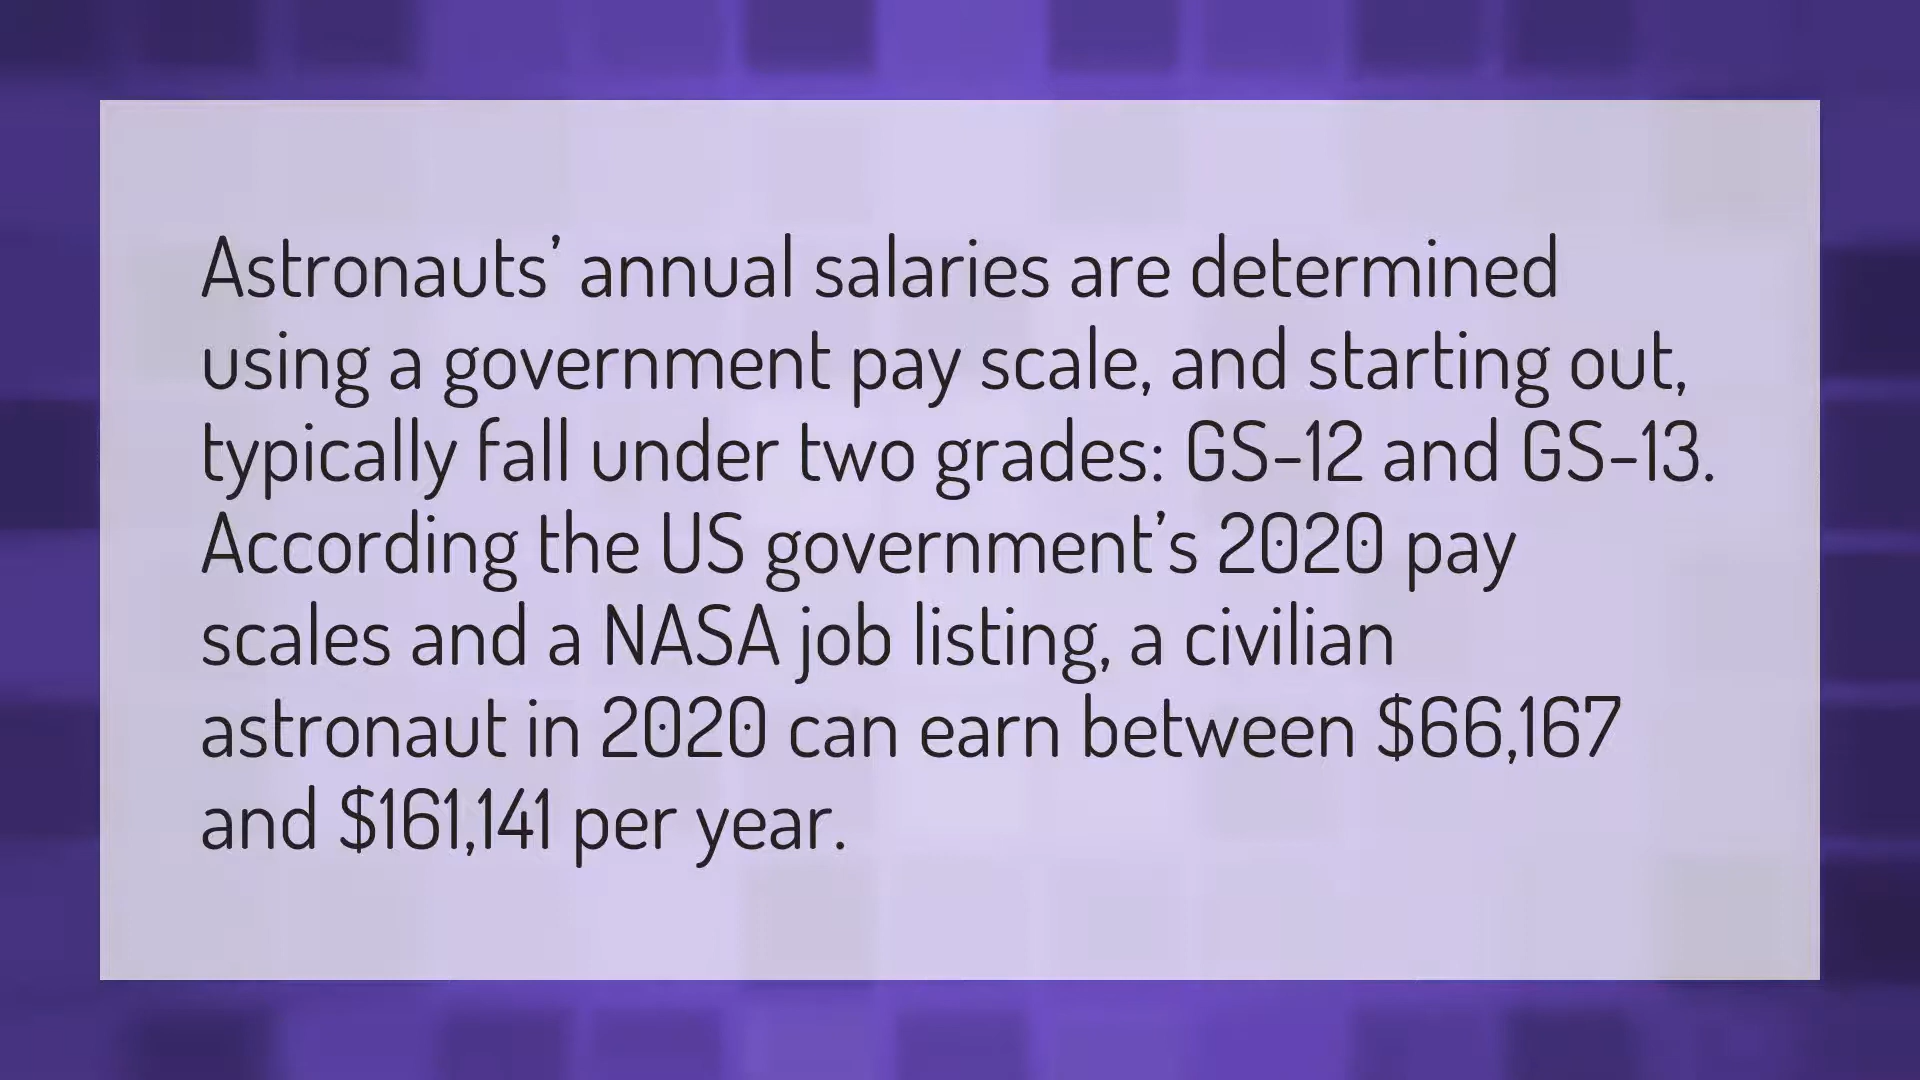 Astronauts’ annual salaries are determined
using a government pay scale, and starting out,
typically fall under two grades: GS-12 and GS-13.
According the US government’s 2020 pay
scales and a NASA job listing, a civilian
astronaut in 2020 can earn between $66,167
and $161,141 per year.